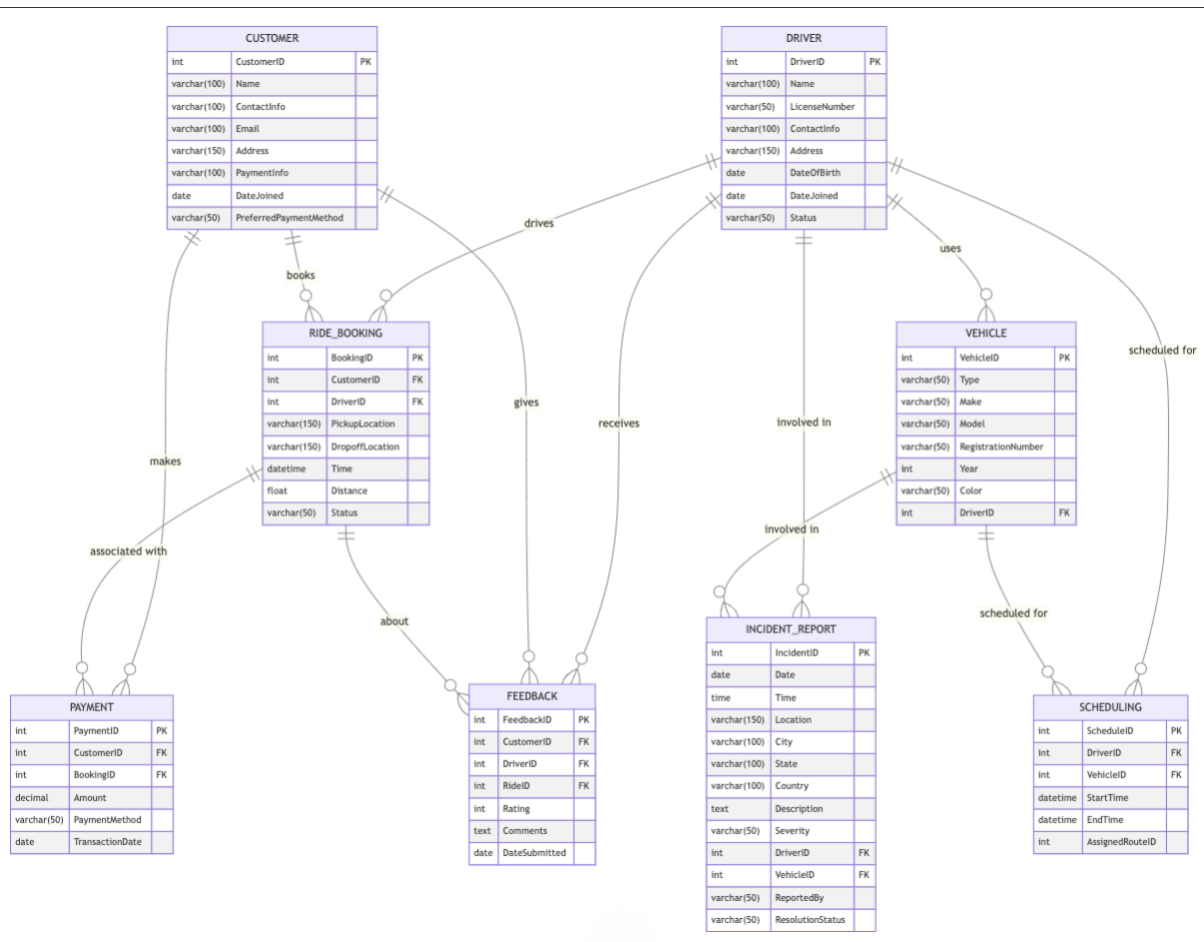 CUSTOMER
int CustomerID PK
varchar(100) Name
varchar(100) ContactInfo
varchar(100) Email
varchar(150) Address
varchar(100) PaymentInfo
date DateJoined
varchar(50) PreferredPaymentMethod
DRIVER
int DriverID PK
varchar(100) Name
varchar(50) LicenseNumber
varchar(100) ContactInfo
varchar(150) Address
date DateOfBirth
date DateJoined
varchar(50) Status
drives
uses
books
scheduled for
RIDE_BOOKING
int BookingID PK
int CustomerID FK
int DriverID FK
varchar(150) PickupLocation
varchar(150) DropoffLocation
datetime Time
float Distance
varchar(50) Status
VEHICLE
int VehicleID PK
varchar(50) Type
varchar(50) Make
varchar(50) Model
varchar(50) RegistrationNumber
int Year
varchar(50) Color
int DriverID FK
gives
receives
involved in
makes
involved in
associated with
about
scheduled for
PAYMENT
int PaymentID PK
int CustomerID FK
int BookingID FK
decimal Amount
varchar(50) PaymentMethod
date TransactionDate
FEEDBACK
int FeedbackID PK
int CustomerID FK
int DriverID FK
int RideID FK
int Rating
text Comments
date DateSubmitted
INCIDENT_REPORT
int IncidentID PK
date Date
time Time
varchar(150) Location
varchar(100) City
varchar(100) State
varchar(100) Country
text Description
varchar(50) Severity
int DriverID FK
int VehicleID FK
varchar(50) ReportedBy
varchar(50) ResolutionStatus
SCHEDULING
int ScheduleID PK
int DriverID FK
int VehicleID FK
datetime StartTime
datetime EndTime
int AssignedRouteID